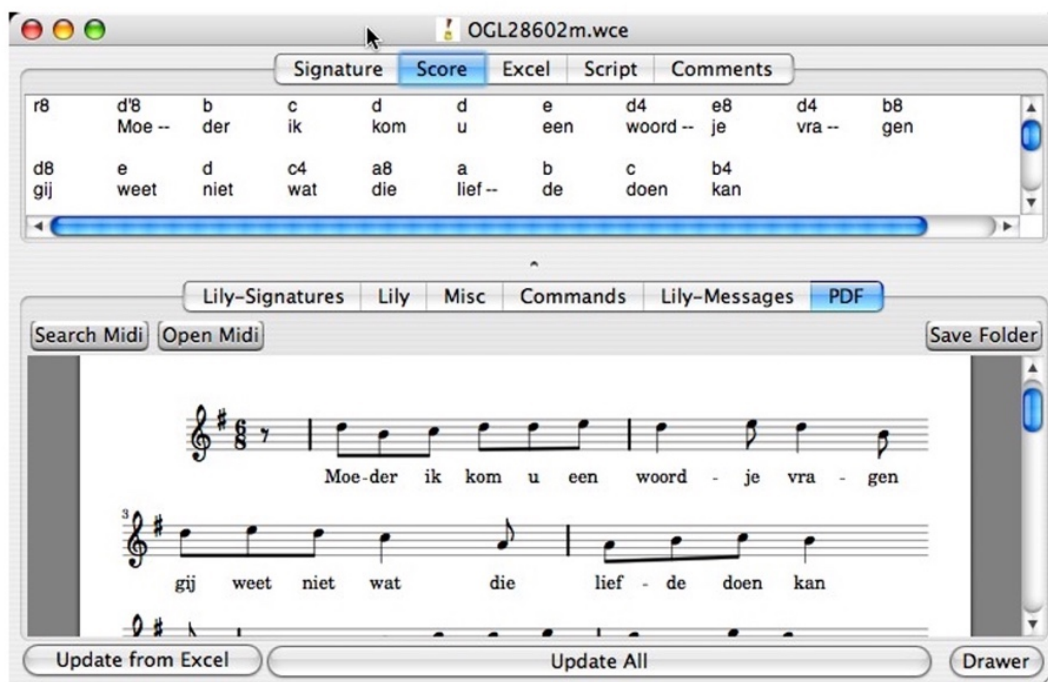 OGL28602m.wce
Signature Score Excel Script Comments
r8 d'8 b c d d e d4 e8 d4 b8
Moe -- der ik kom u een woord -- je vra -- gen
d8 e d c4 a8 a b c b4
gij weet niet wat die lief -- de doen kan
Lily-Signatures Lily Misc Commands Lily-Messages PDF
Search Midi Open Midi Save Folder
6
8
Moe-der ik kom u een woord - je vra - gen
3
gij weet niet wat die lief - de doen kan
Update from Excel Update All Drawer